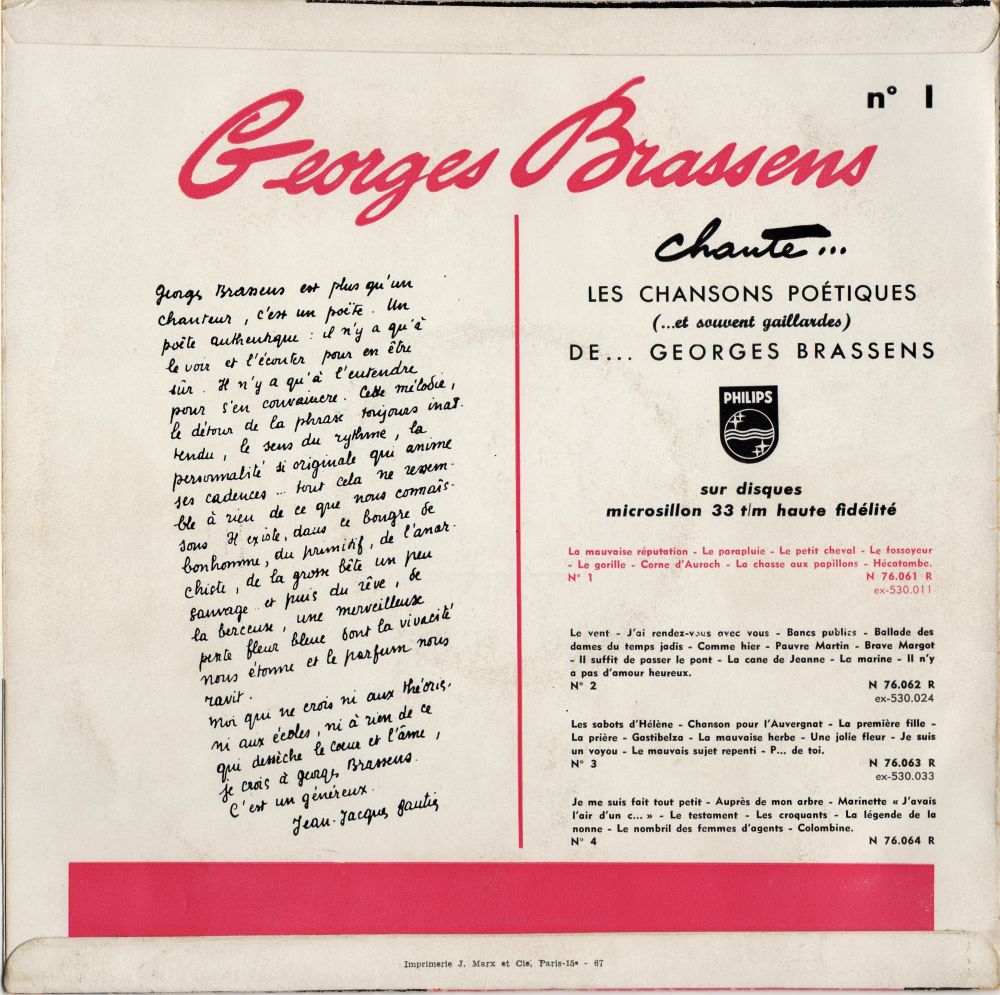 n° 1
Georges Brassens
Georges Brassens est plus qu'un
chanteur, c'est un poëte. Un
poëte authentique : il n'y a qu'à
le voir et l'écouter pour en être
sûr. Il n'y a qu'à l'entendre
pour s'en convaincre. Cette mélodie,
le détour de la phrase toujours inat-
tendu, le sens du rythme, la
personnalité si originale qui anime
ses cadences... tout cela ne ressem-
ble à rien de ce que nous connais-
sons. Il existe, dans ce bougre de
bonhomme, du primitif, de l'anar-
chiste, de la grosse bête un peu
sauvage et puis du rêve, de
la berceuse, une merveilleuse
petite fleur bleue dont la vivacité
nous étonne et le parfum nous
ravit.
Moi qui ne crois ni aux théories,
ni aux écoles, ni à rien de ce
qui dessèche le cœur et l'âme,
je crois à Georges Brassens.
C'est un généreux.
Jean-Jacques Gautier
chante...
LES CHANSONS POÉTIQUES
(...et souvent gaillardes)
DE... GEORGES BRASSENS
PHILIPS
sur disques
microsillon 33 t/m haute fidélité
La mauvaise réputation - Le parapluie - Le petit cheval - Le fossoyeur
- Le gorille - Corne d'Auroch - La chasse aux papillons - Hécatombe.
N° 1 N 76.061 R
ex-530.011
Le vent - J'ai rendez-vous avec vous - Bancs publics - Ballade des
dames du temps jadis - Comme hier - Pauvre Martin - Brave Margot
- Il suffit de passer le pont - La cane de Jeanne - La marine - Il n'y
a pas d'amour heureux.
N° 2 N 76.062 R
ex-530.024
Les sabots d'Hélène - Chanson pour l'Auvergnat - La première fille -
La prière - Gastibelza - La mauvaise herbe - Une jolie fleur - Je suis
un voyou - Le mauvais sujet repenti - P... de toi.
N° 3 N 76.063 R
ex-530.033
Je me suis fait tout petit - Auprès de mon arbre - Marinette « J'avais
l'air d'un c... » - Le testament - Les croquants - La légende de la
nonne - Le nombril des femmes d'agents - Colombine.
N° 4 N 76.064 R
Imprimerie J. Marx et Cie, Paris-15e - 67